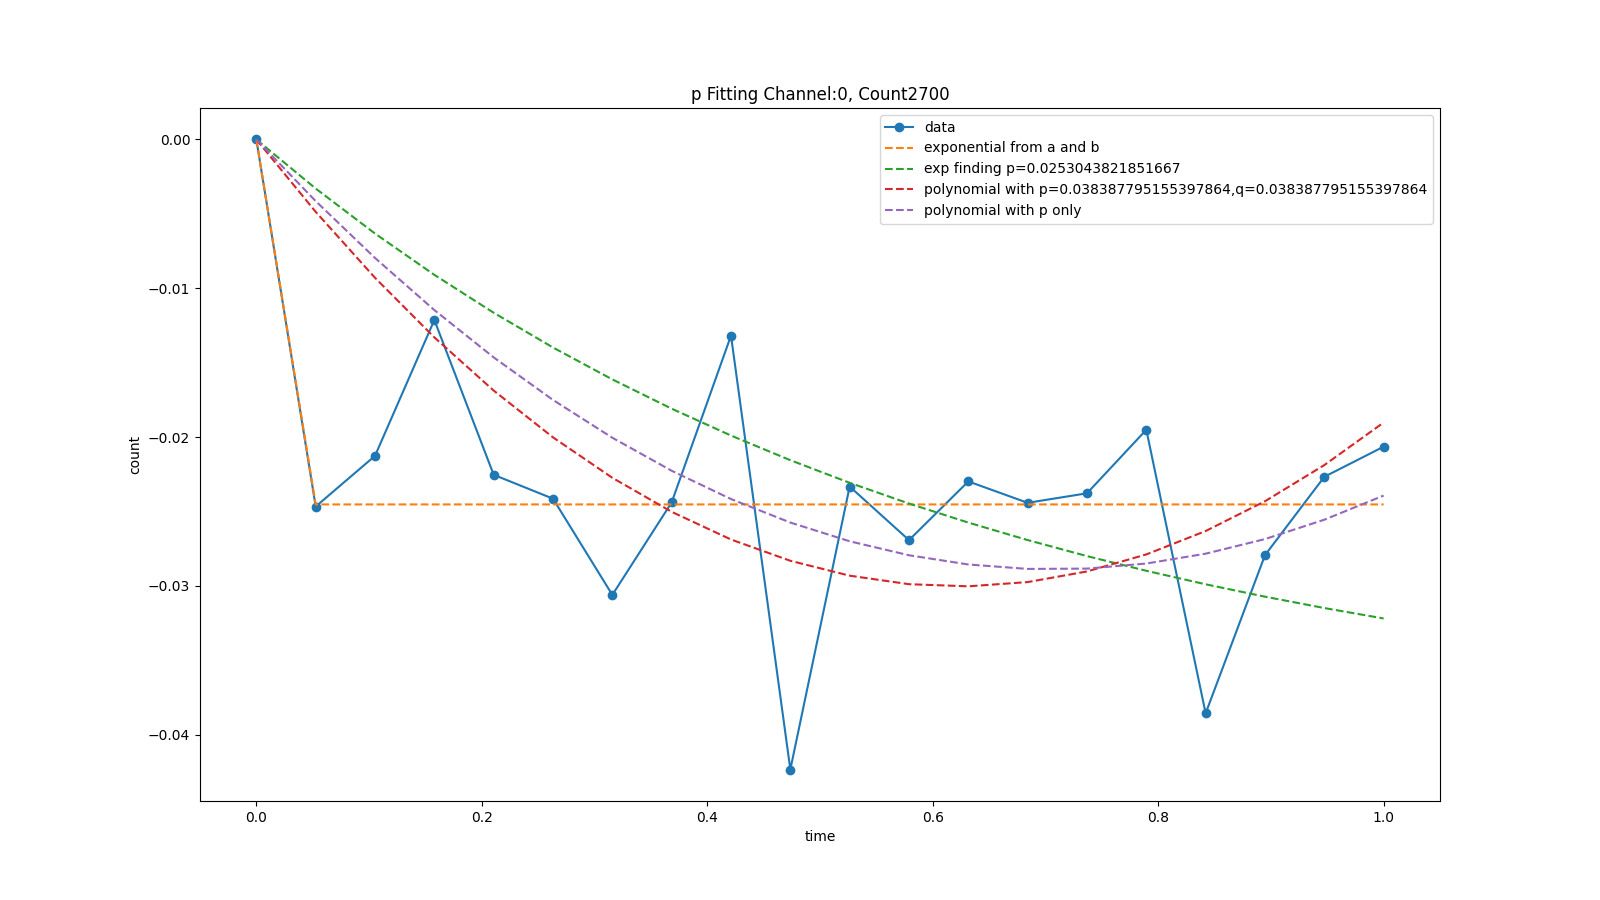 p Fitting Channel:0, Count2700
data
exponential from a and b
exp finding p=0.0253043821851667
polynomial with p=0.038387795155397864,q=0.038387795155397864
polynomial with p only
0.00
−0.01
−0.02
−0.03
−0.04
count
0.0 0.2 0.4 0.6 0.8 1.0
time